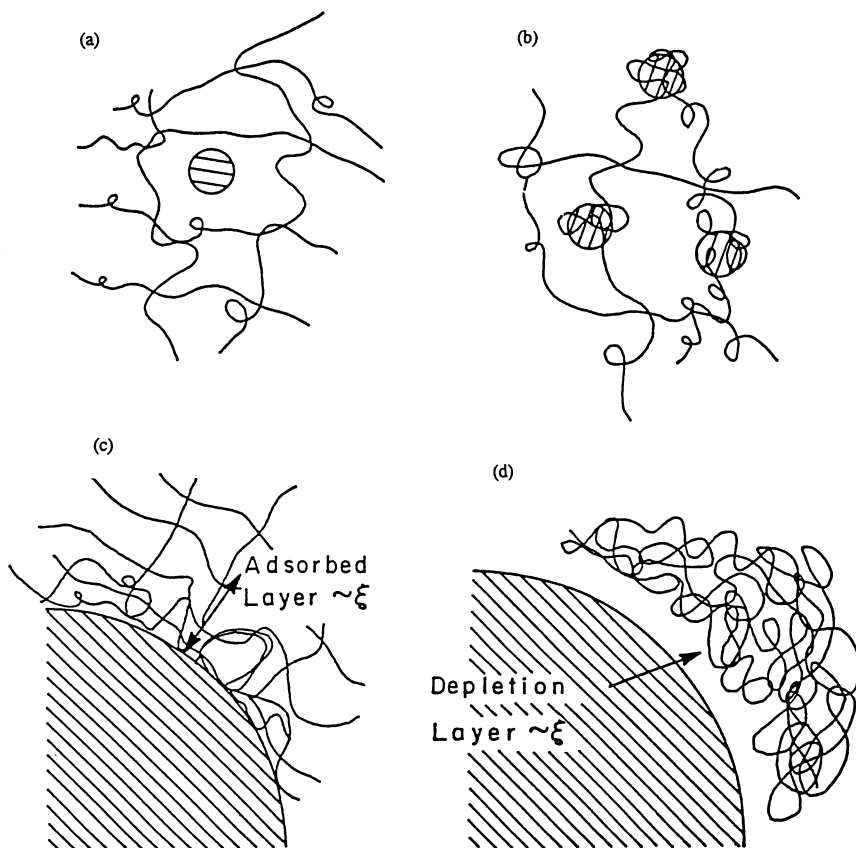 (a)
(b)
(c)
Adsorbed
Layer ~ξ
(d)
Depletion
Layer ~ξ